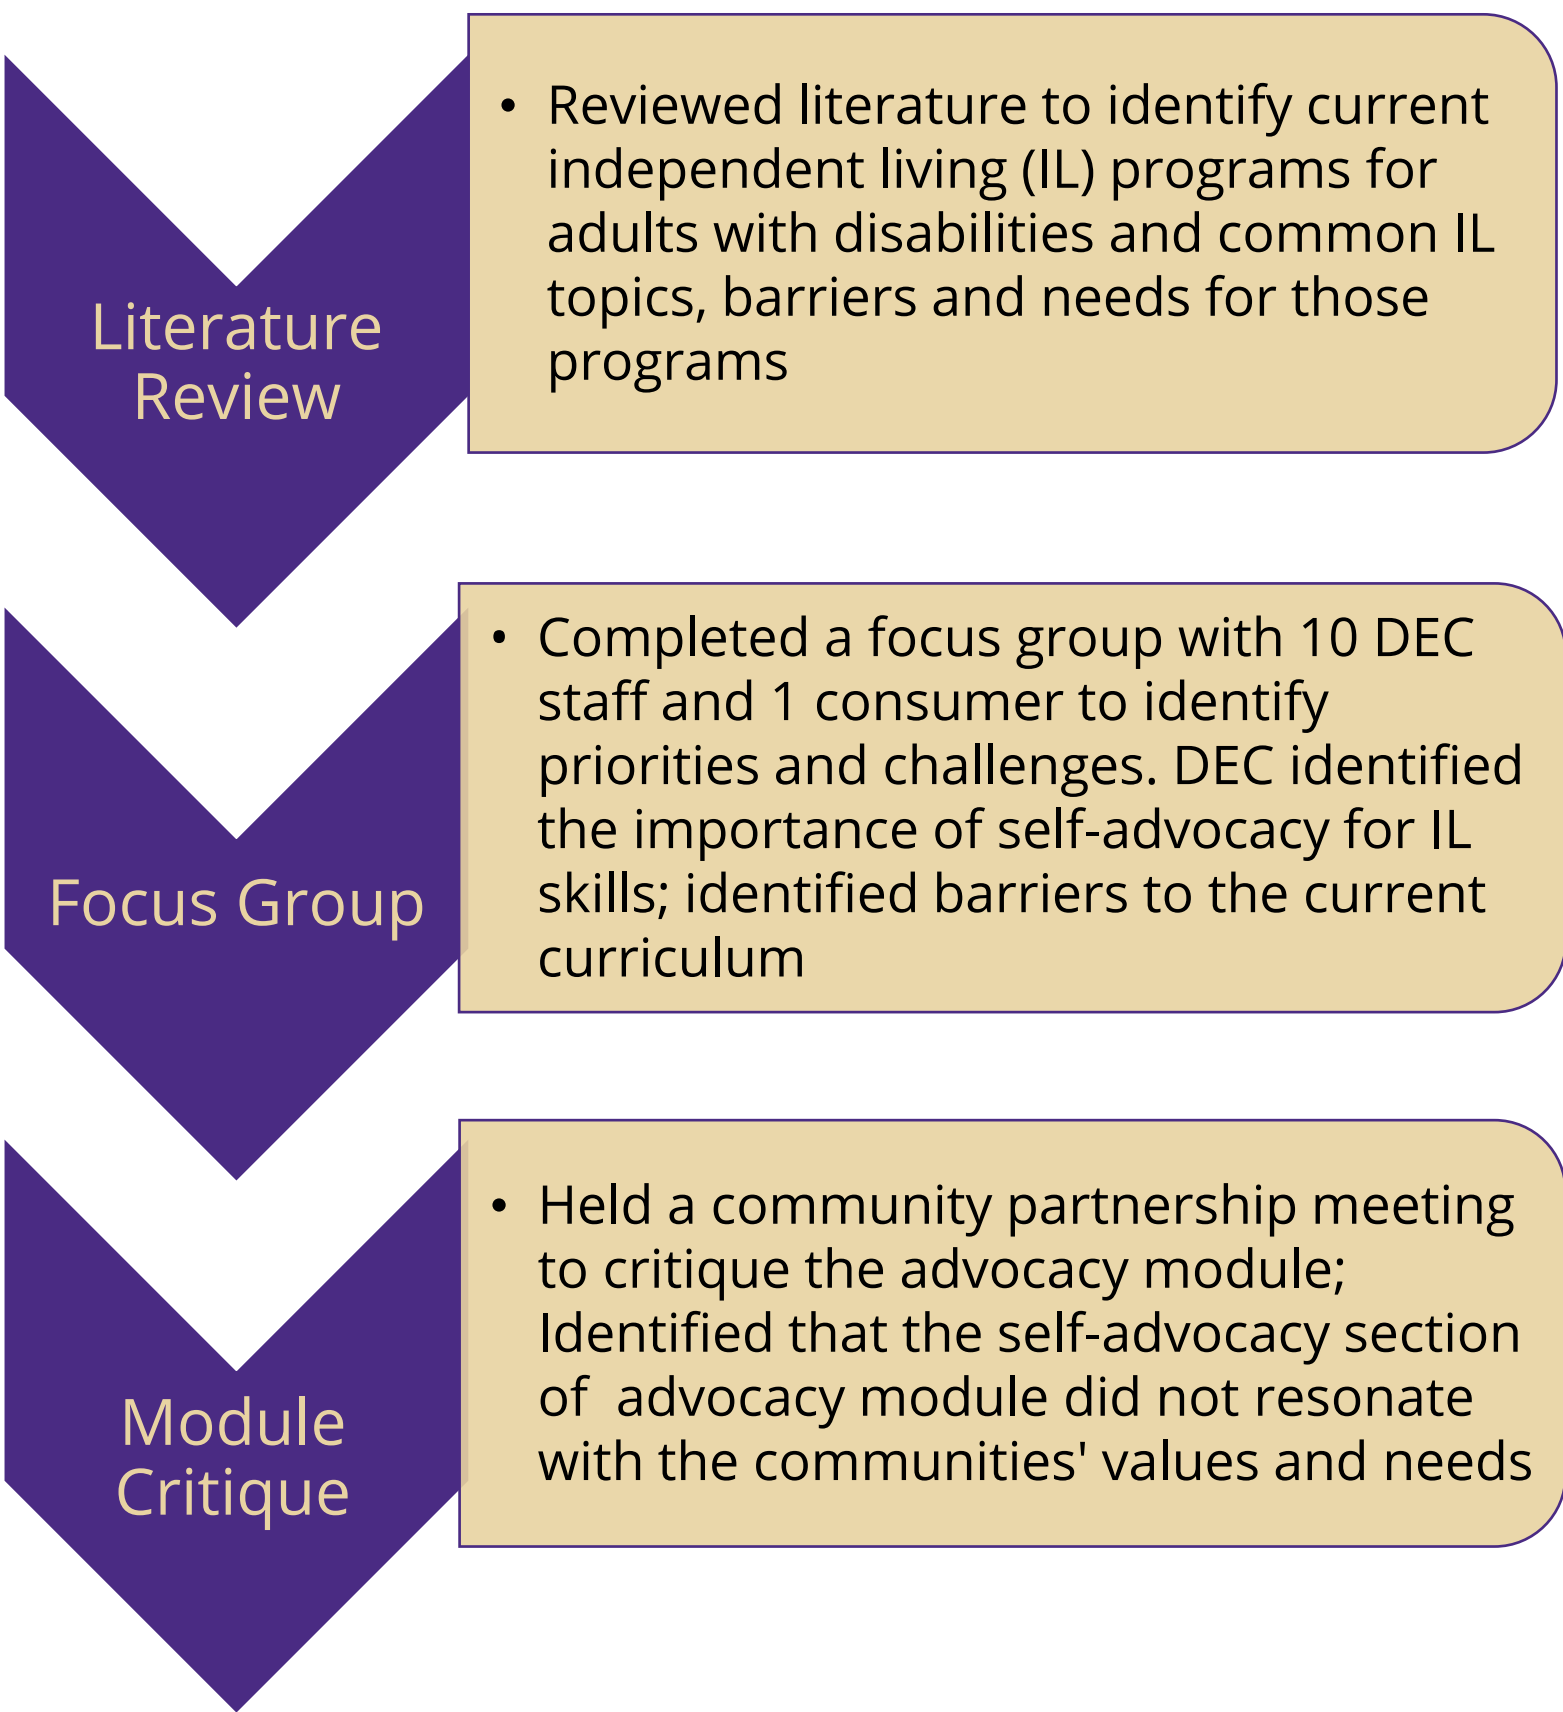 Literature
Review
• Reviewed literature to identify current
independent living (IL) programs for
adults with disabilities and common IL
topics, barriers and needs for those
programs
Focus Group
• Completed a focus group with 10 DEC
staff and 1 consumer to identify
priorities and challenges. DEC identified
the importance of self-advocacy for IL
skills; identified barriers to the current
curriculum
Module
Critique
• Held a community partnership meeting
to critique the advocacy module;
Identified that the self-advocacy section
of  advocacy module did not resonate
with the communities' values and needs